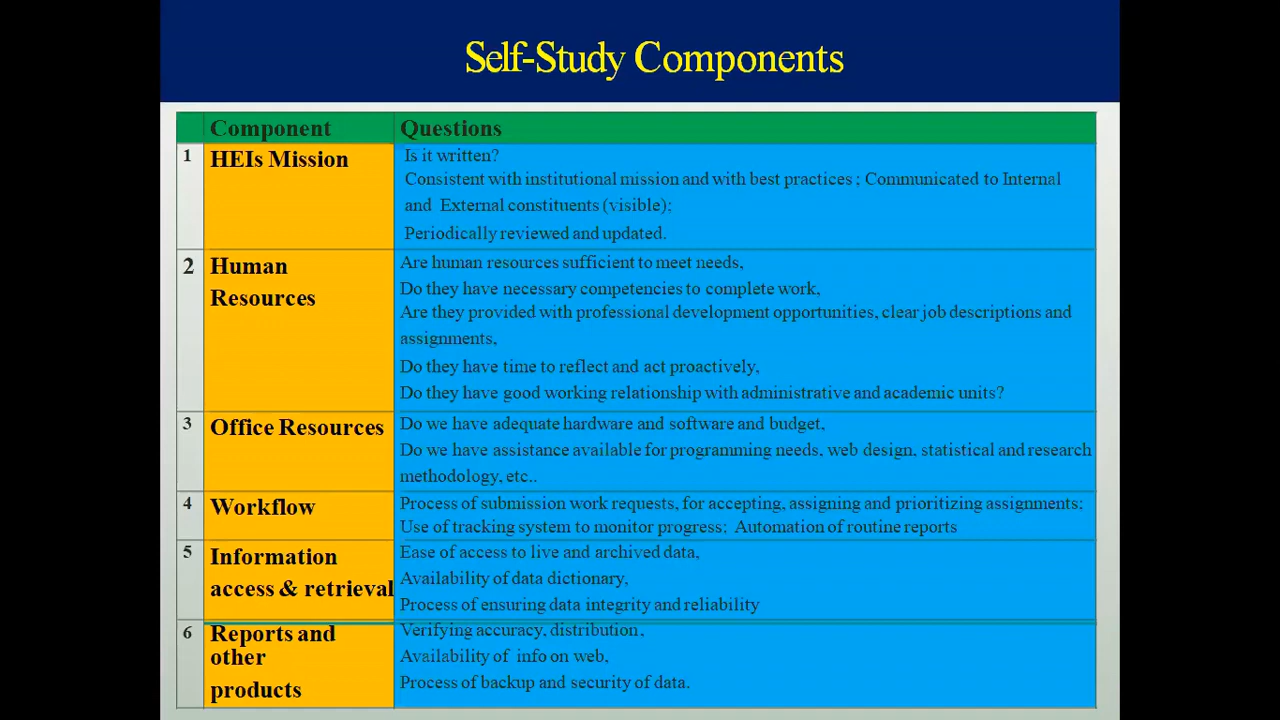 Self-Study Components
Component Questions
1 HEIs Mission Is it written?
Consistent with institutional mission and with best practices ; Communicated to Internal
and External constituents (visible);
Periodically reviewed and updated.
2 Human Are human resources sufficient to meet needs,
Resources Do they have necessary competencies to complete work,
Are they provided with professional development opportunities, clear job descriptions and
assignments,
Do they have time to reflect and act proactively,
Do they have good working relationship with administrative and academic units?
3 Office Resources Do we have adequate hardware and software and budget,
Do we have assistance available for programming needs, web design, statistical and research
methodology, etc..
4 Workflow Process of submission work requests, for accepting, assigning and prioritizing assignments;
Use of tracking system to monitor progress; Automation of routine reports
5 Information Ease of access to live and archived data,
access & retrieval Availability of data dictionary,
Process of ensuring data integrity and reliability
6 Reports and Verifying accuracy, distribution,
other Availability of info on web,
products Process of backup and security of data.